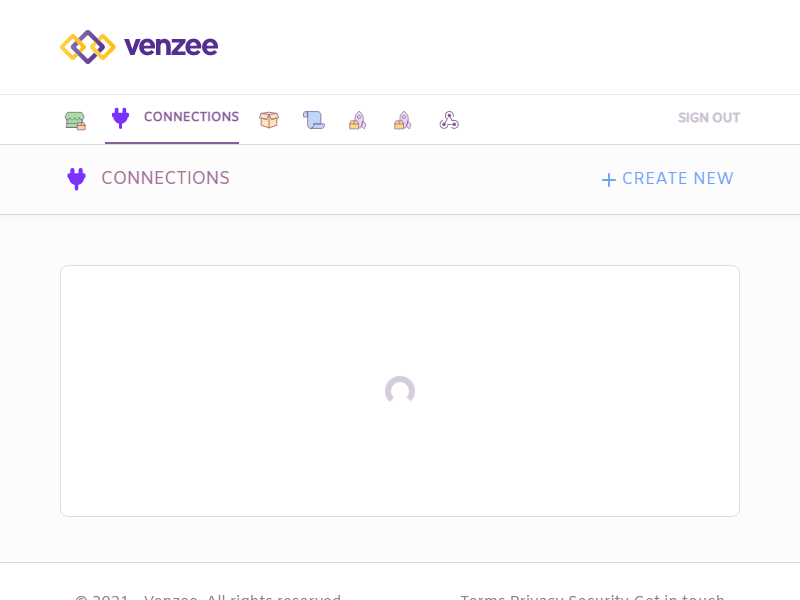 venzee
CONNECTIONS
SIGN OUT
CONNECTIONS
+ CREATE NEW
© 2021 - Venzee. All rights reserved.
Terms Privacy Security Get in touch